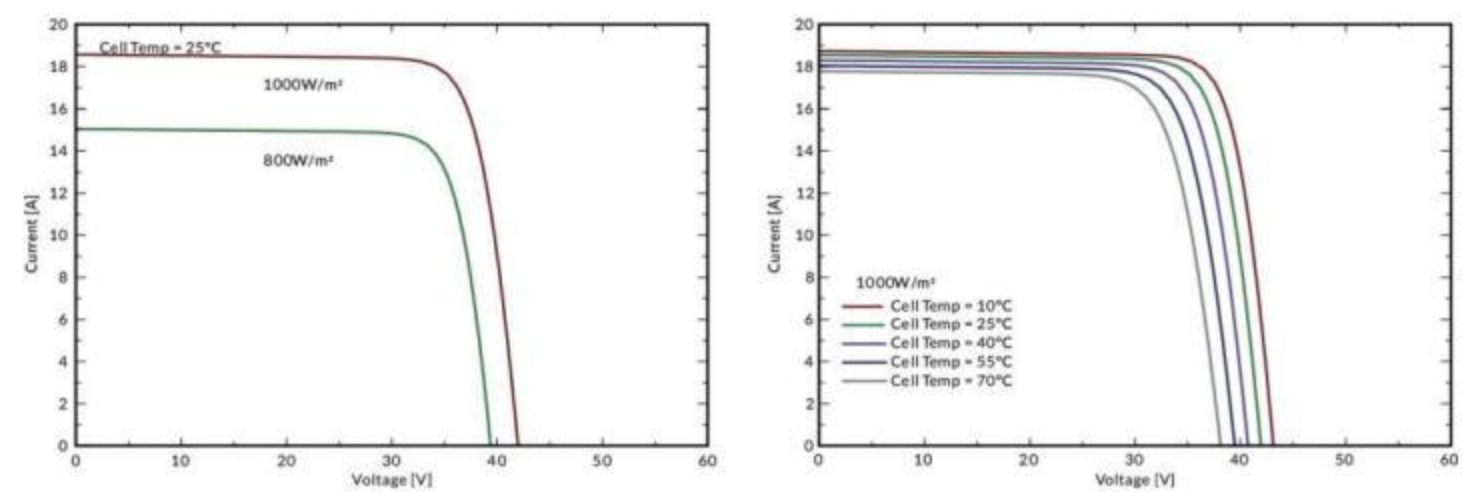 20
18
16
14
12
10
8
6
4
2
0
Current [A]
Cell Temp = 25°C
1000W/m²
800W/m²
0 10 20 30 40 50 60
Voltage [V]
20
18
16
14
12
10
8
6
4
2
0
Current [A]
1000W/m²
Cell Temp = 10°C
Cell Temp = 25°C
Cell Temp = 40°C
Cell Temp = 55°C
Cell Temp = 70°C
0 10 20 30 40 50 60
Voltage [V]